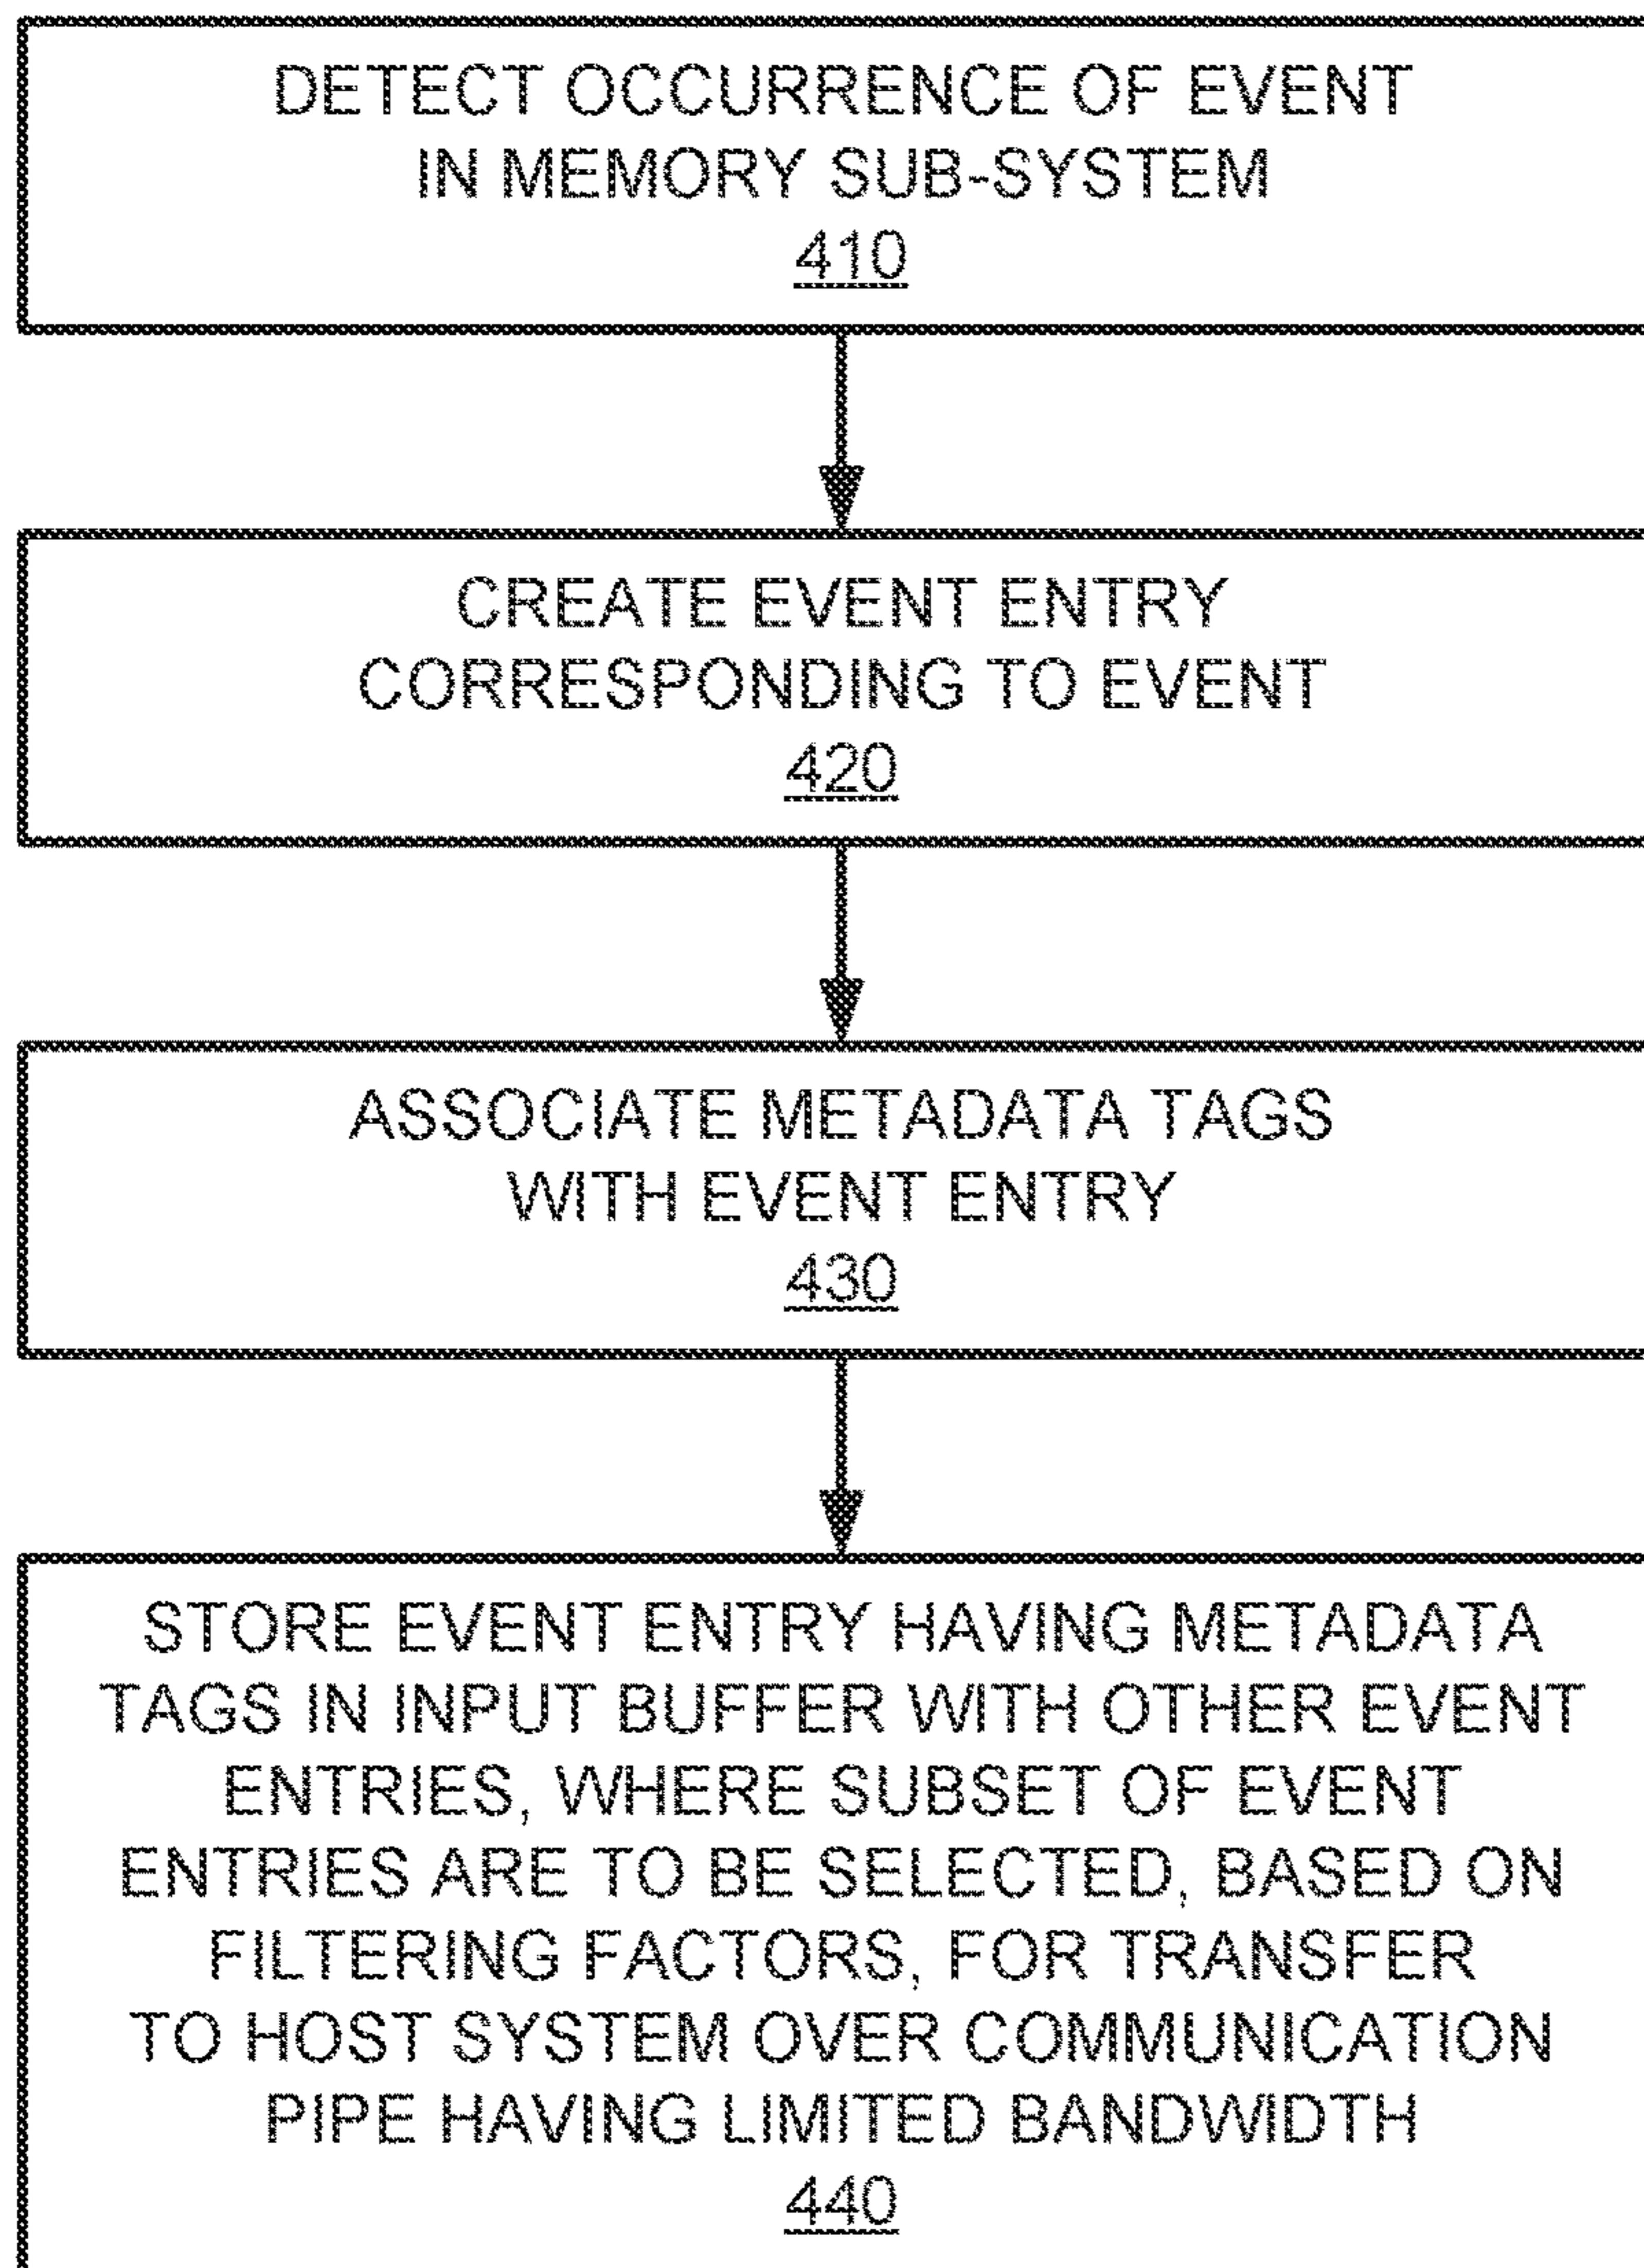 DETECT OCCURRENCE OF EVENT
IN MEMORY SUB-SYSTEM
410
CREATE EVENT ENTRY
CORRESPONDING TO EVENT
420
ASSOCIATE METADATA TAGS
WITH EVENT ENTRY
430
STORE EVENT ENTRY HAVING METADATA
TAGS IN INPUT BUFFER WITH OTHER EVENT
ENTRIES, WHERE SUBSET OF EVENT
ENTRIES ARE TO BE SELECTED, BASED ON
FILTERING FACTORS, FOR TRANSFER
TO HOST SYSTEM OVER COMMUNICATION
PIPE HAVING LIMITED BANDWIDTH
440